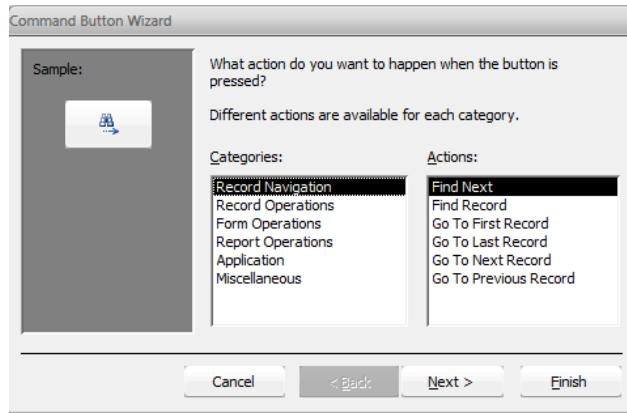 Command Button Wizard
Sample:
What action do you want to happen when the button is
pressed?
Different actions are available for each category.
Categories:
Actions:
Record Navigation
Record Operations
Form Operations
Report Operations
Application
Miscellaneous
Find Next
Find Record
Go To First Record
Go To Last Record
Go To Next Record
Go To Previous Record
Cancel
< Back
Next >
Finish